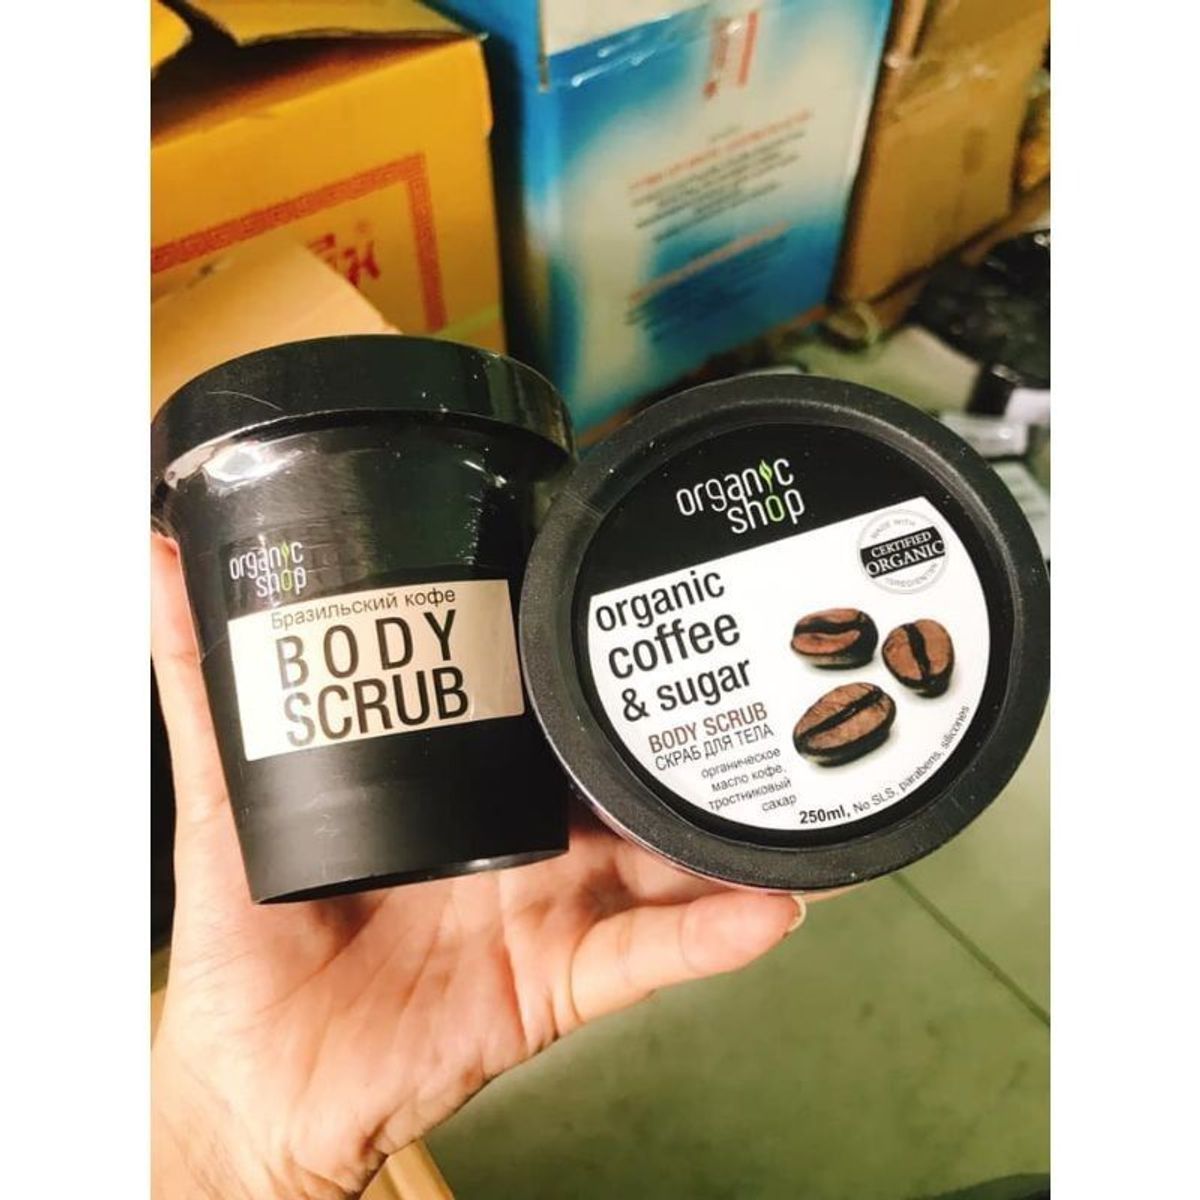 organic
shop
Бразильский кофе
BODY
SCRUB
organic
shop
MADE WITH
CERTIFIED
ORGANIC
INGREDIENTS
organic
coffee
& sugar
BODY SCRUB
СКРАБ ДЛЯ ТЕЛА
органическое
масло кофе,
тростниковый
сахар
250ml, No SLS, parabens, silicones